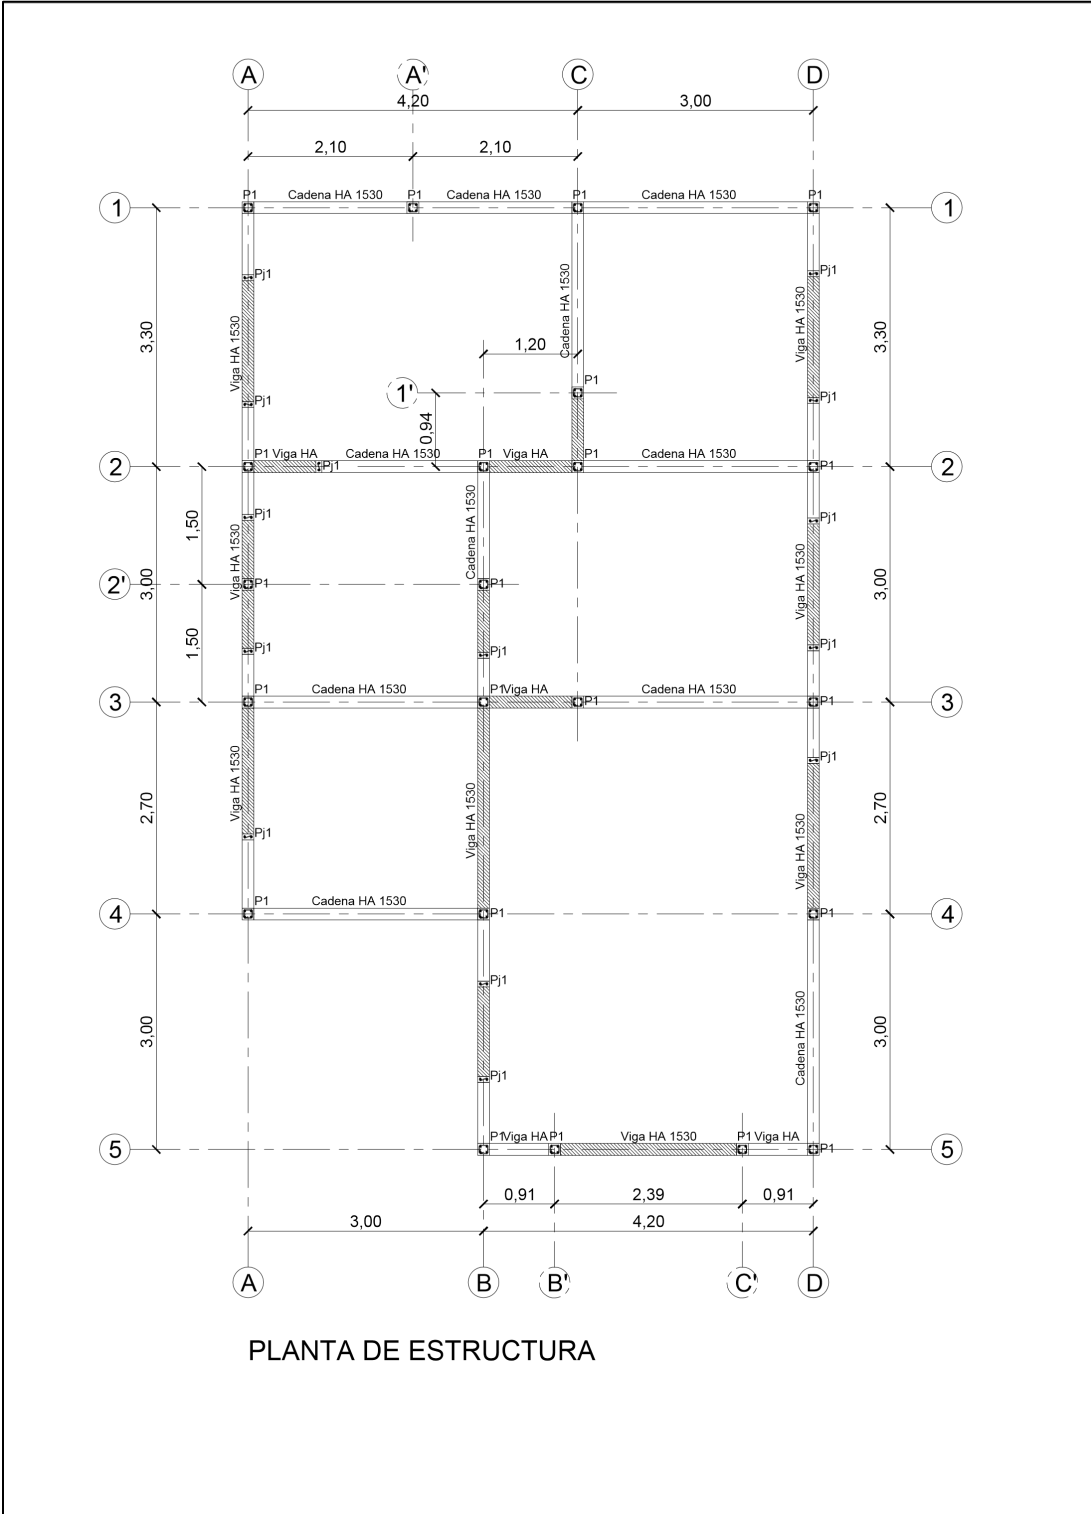 A A' C D
4,20 3,00
2,10 2,10
P1 Cadena HA 1530 P1 Cadena HA 1530 P1 Cadena HA 1530 P1
1 1
Pj1 Pj1
Cadena HA 1530
Viga HA 1530 Viga HA 1530
3,30 3,30
1,20
P1
1'
Pj1 Pj1
0,94
P1 Viga HA Cadena HA 1530 P1 Viga HA P1 Cadena HA 1530
2 Pj1 P1 2
Pj1 Pj1
1,50
Cadena HA 1530
Viga HA 1530 Viga HA 1530
2' 3,00 P1 P1 3,00
1,50
Pj1 Pj1 Pj1
P1 Cadena HA 1530 P1 Viga HA Cadena HA 1530
3 P1 P1 3
Pj1
Viga HA 1530
2,70 2,70
Viga HA 1530 Viga HA 1530
Pj1
P1 Cadena HA 1530
4 P1 P1 4
Pj1
3,00 Cadena HA 1530 3,00
Pj1
P1 Viga HA P1 Viga HA 1530 P1 Viga HA
5 P1 5
0,91 2,39 0,91
3,00 4,20
A B B' C' D
PLANTA DE ESTRUCTURA